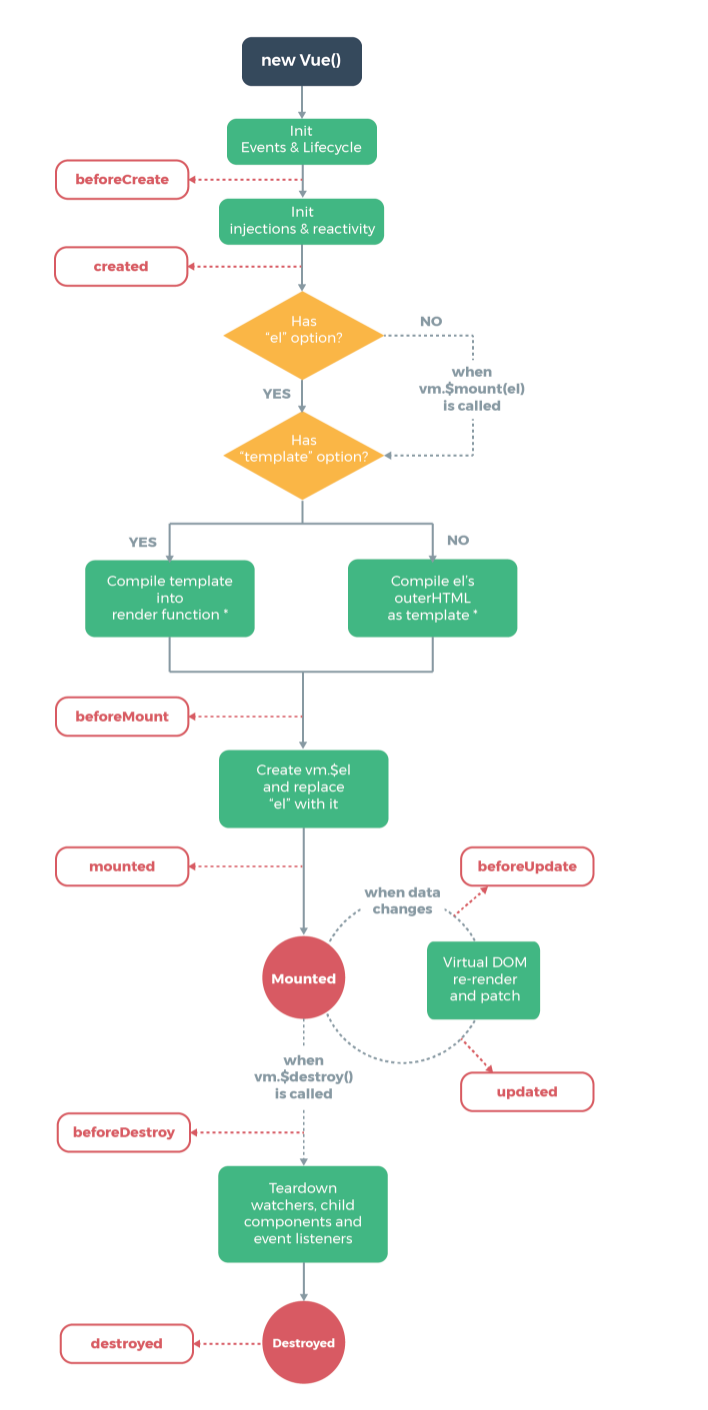 new Vue()
Init
Events & Lifecycle
beforeCreate
Init
injections & reactivity
created
Has
“el” option?
NO
when
vm.$mount(el)
is called
YES
Has
“template” option?
YES
NO
Compile template
into
render function *
Compile el’s
outerHTML
as template *
beforeMount
Create vm.$el
and replace
“el” with it
mounted
beforeUpdate
when data
changes
Mounted
Virtual DOM
re-render
and patch
when
vm.$destroy()
is called
updated
beforeDestroy
Teardown
watchers, child
components and
event listeners
destroyed
Destroyed